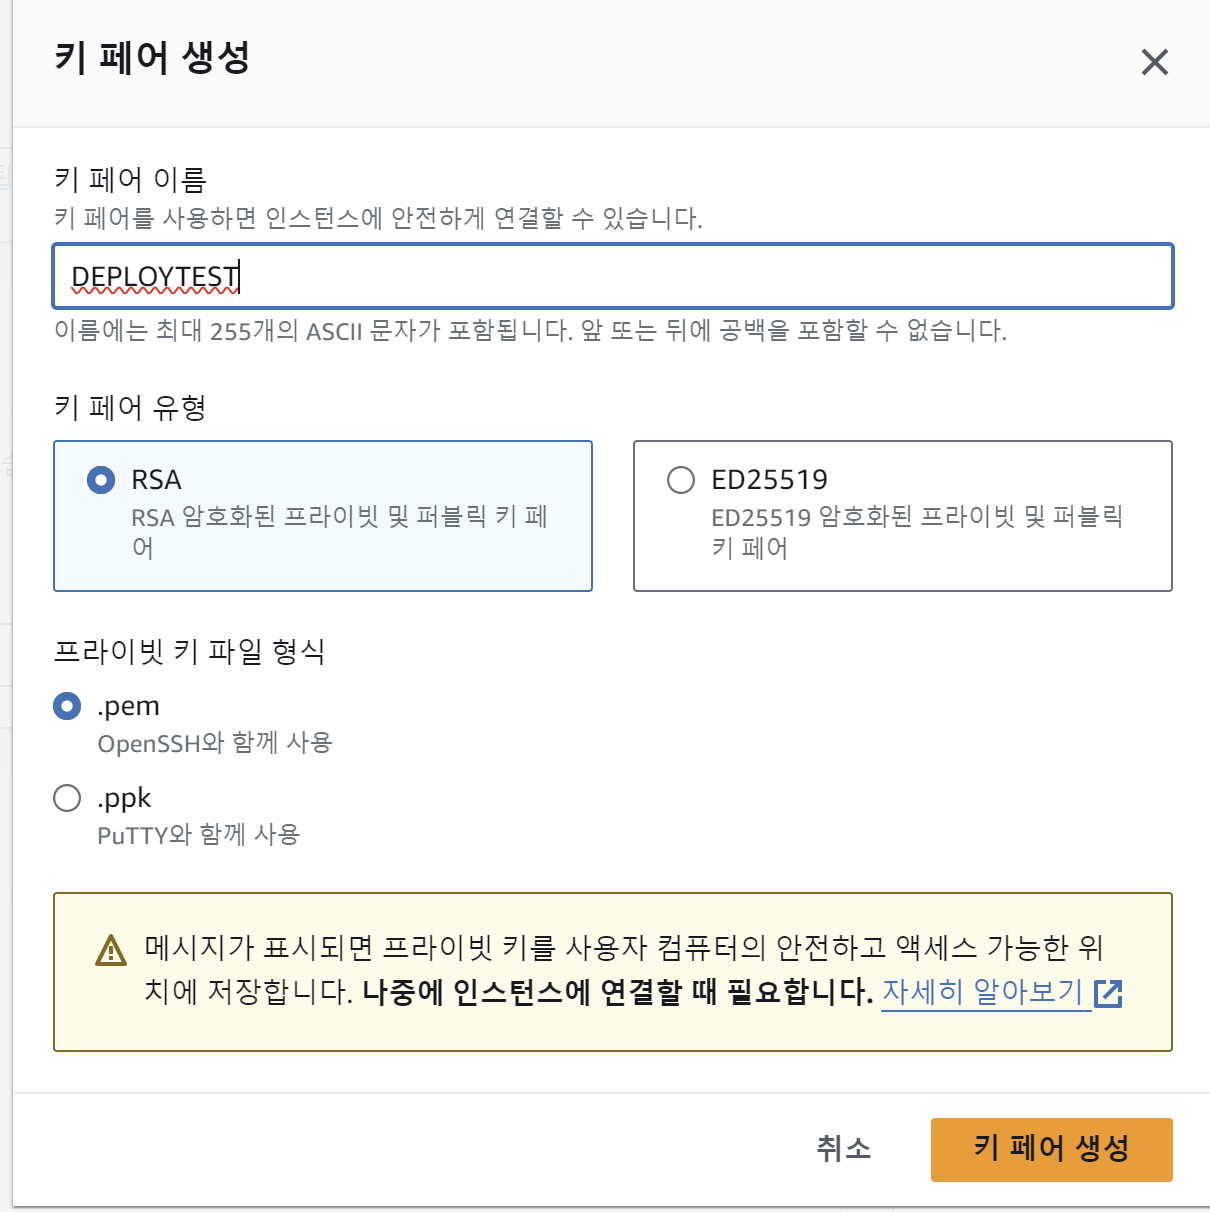 키 페어 생성
키 페어 이름
키 페어를 사용하면 인스턴스에 안전하게 연결할 수 있습니다.
DEPLOYTEST
이름에는 최대 255개의 ASCII 문자가 포함됩니다. 앞 또는 뒤에 공백을 포함할 수 없습니다.
키 페어 유형
RSA
RSA 암호화된 프라이빗 및 퍼블릭 키 페
어
ED25519
ED25519 암호화된 프라이빗 및 퍼블릭
키 페어
프라이빗 키 파일 형식
.pem
OpenSSH와 함께 사용
.ppk
PuTTY와 함께 사용
메시지가 표시되면 프라이빗 키를 사용자 컴퓨터의 안전하고 액세스 가능한 위
치에 저장합니다. 나중에 인스턴스에 연결할 때 필요합니다. 자세히 알아보기
취소
키 페어 생성